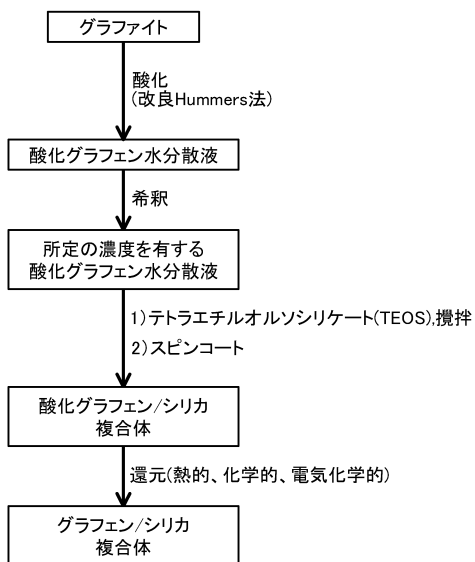 グラファイト
酸化
(改良Hummers法)
酸化グラフェン水分散液
希釈
所定の濃度を有する
酸化グラフェン水分散液
1)テトラエチルオルソシリケート(TEOS),攪拌
2)スピンコート
酸化グラフェン/シリカ
複合体
還元(熱的、化学的、電気化学的)
グラフェン/シリカ
複合体